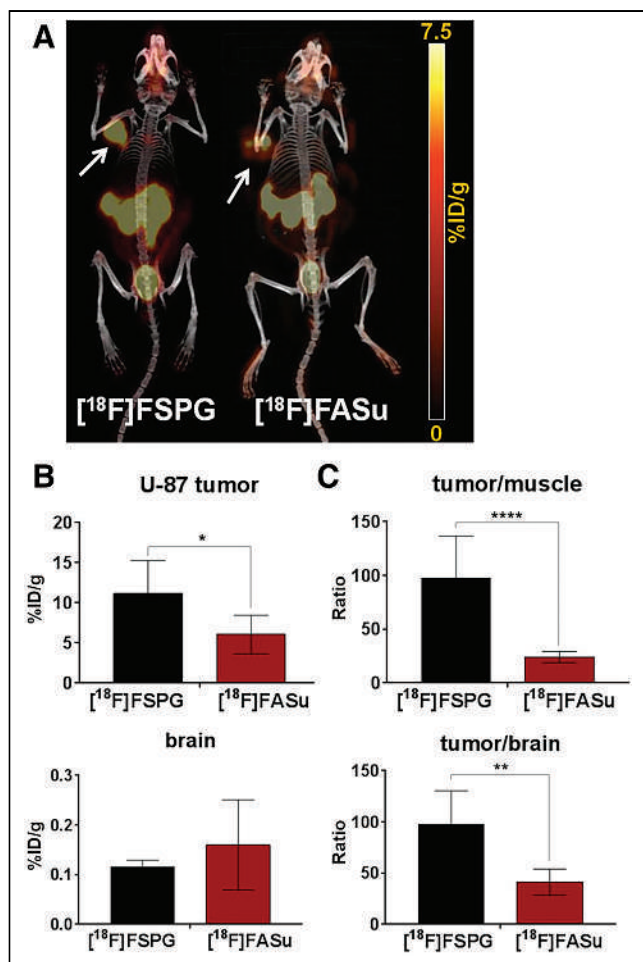 A
7.5
%ID/g
0
[¹⁸F]FSPG
[¹⁸F]FASu
B
U-87 tumor
20
15
10
5
0
%ID/g
*
[¹⁸F]FSPG
[¹⁸F]FASu
brain
0.3
0.2
0.1
0.0
%ID/g
[¹⁸F]FSPG
[¹⁸F]FASu
C
tumor/muscle
150
100
50
0
Ratio
****
[¹⁸F]FSPG
[¹⁸F]FASu
tumor/brain
150
100
50
0
Ratio
**
[¹⁸F]FSPG
[¹⁸F]FASu